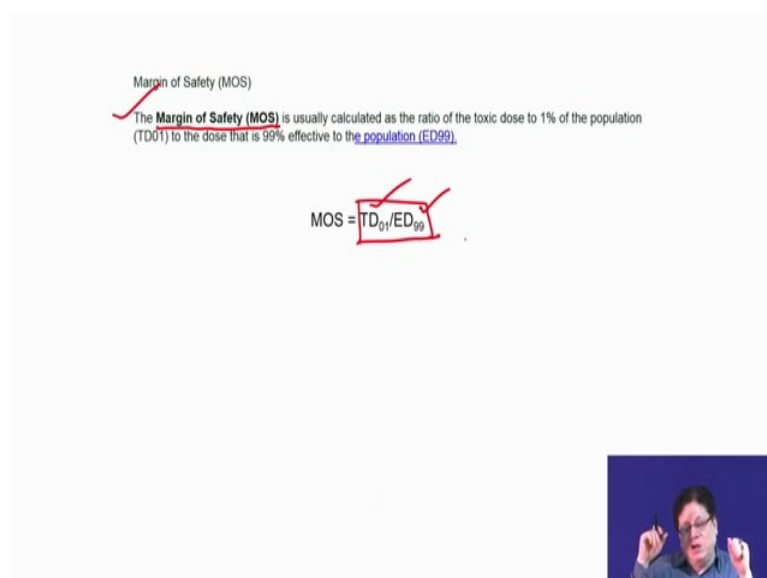 Margin of Safety (MOS)
The Margin of Safety (MOS) is usually calculated as the ratio of the toxic dose to 1% of the population
(TD01) to the dose that is 99% effective to the population (ED99).
MOS = TD₀₁/ED₉₉